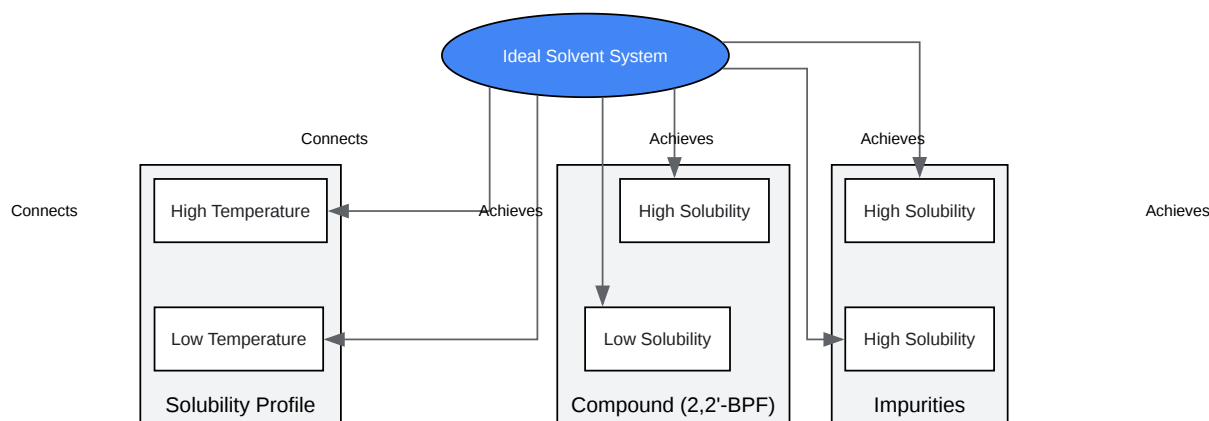 Ideal Solvent System
Connects
Achieves
Achieves
Connects
High Temperature
Achieves
High Solubility
High Solubility
Achieves
Low Temperature
Low Solubility
High Solubility
Solubility Profile
Compound (2,2'-BPF)
Impurities